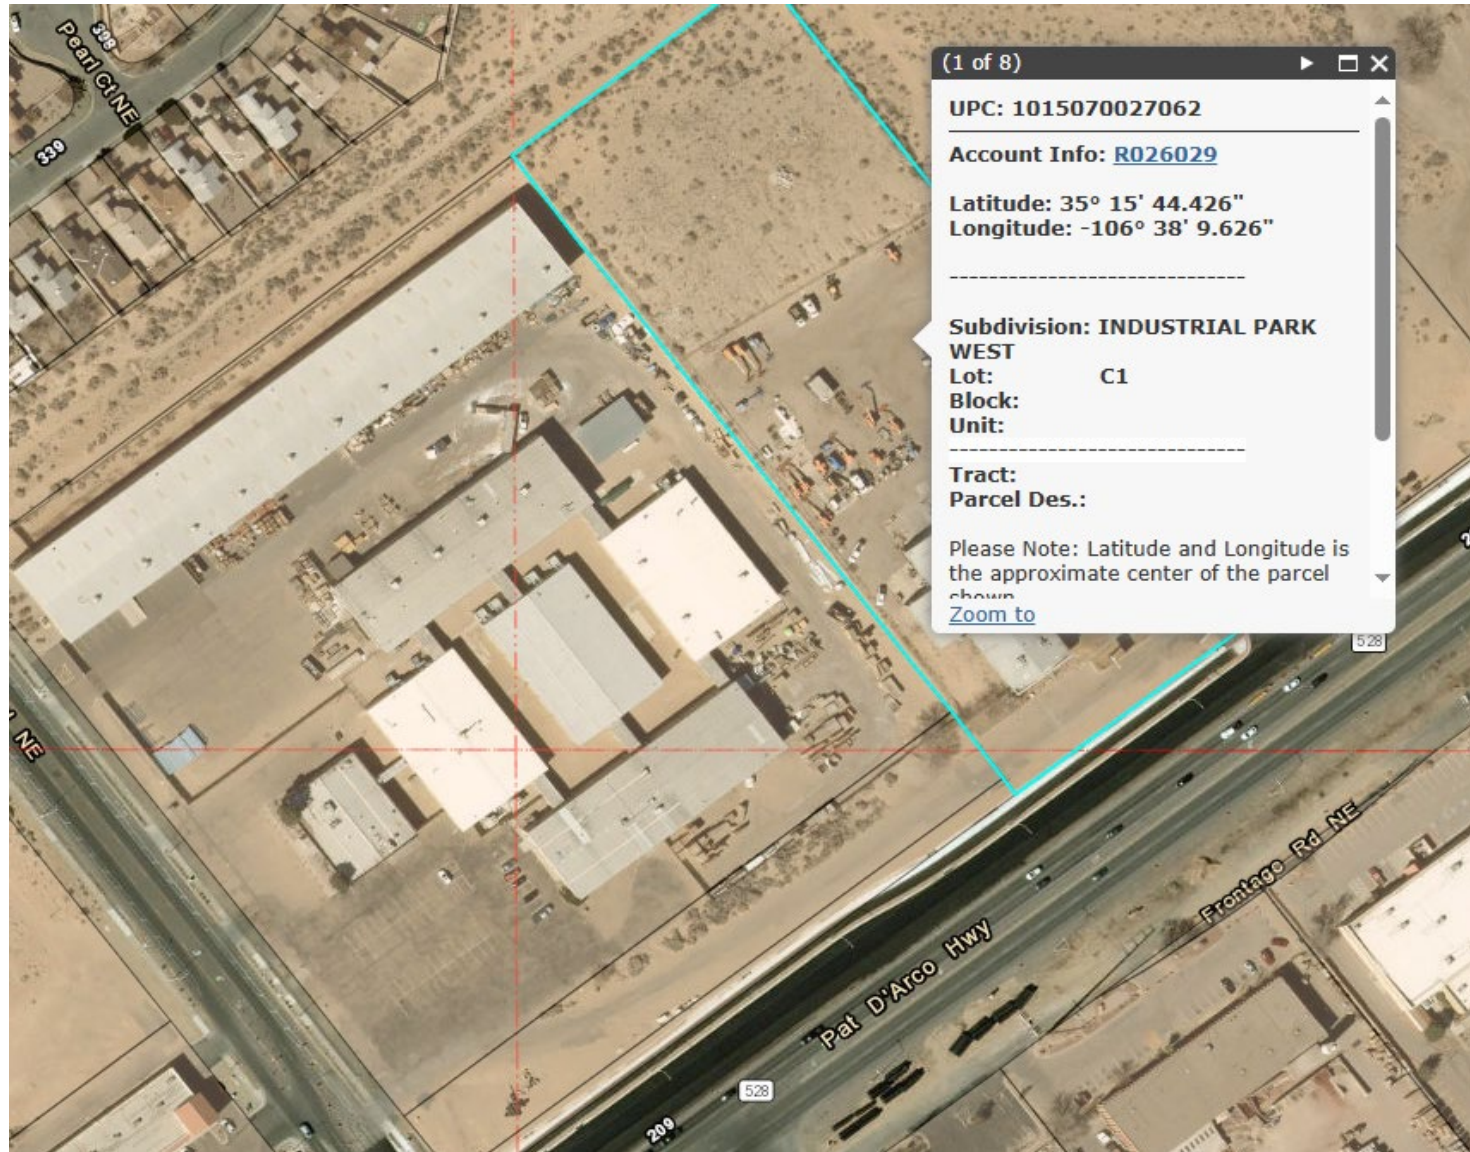 398
Pearl Ct NE
339
(1 of 8)
UPC: 1015070027062
Account Info: R026029
Latitude: 35° 15' 44.426"
Longitude: -106° 38' 9.626"
------------------------------
Subdivision: INDUSTRIAL PARK
WEST
Lot: C1
Block:
Unit:
------------------------------
Tract:
Parcel Des.:
Please Note: Latitude and Longitude is
the approximate center of the parcel
shown
Zoom to
528
NE
Frontage Rd NE
Pat D'Arco Hwy
528
209